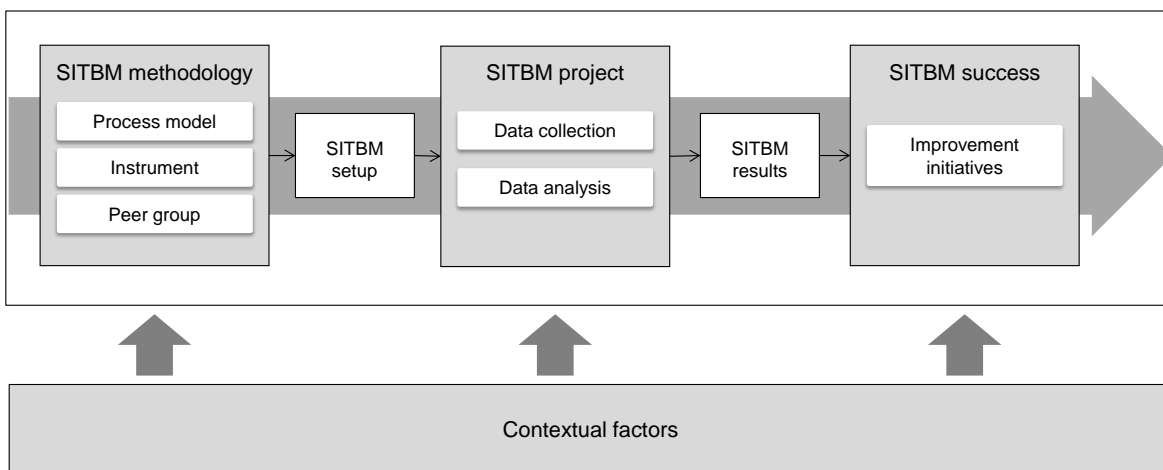 SITBM methodology
Process model
Instrument
Peer group
SITBM
setup
SITBM project
Data collection
Data analysis
SITBM
results
SITBM success
Improvement
initiatives
Contextual factors